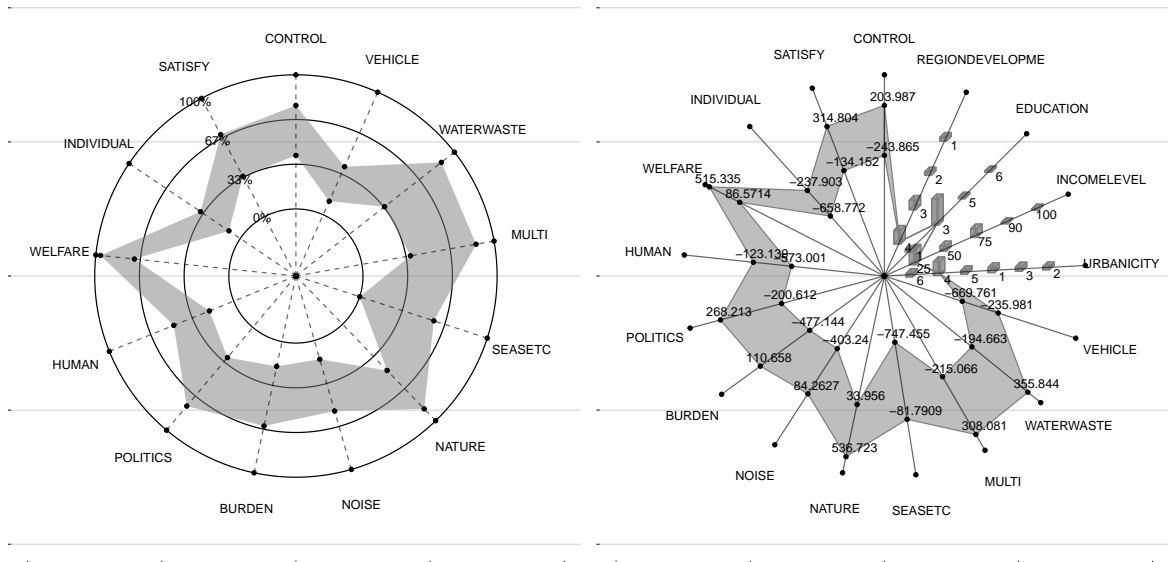 CONTROL
VEHICLE
SATISFY
100%
WATERWASTE
67%
INDIVIDUAL
33%
0%
MULTI
WELFARE
SEASETC
HUMAN
NATURE
POLITICS
NOISE
BURDEN
CONTROL
SATISFY
REGIONDEVELOPME
INDIVIDUAL
203.987
EDUCATION
314.804
1
−243.865
−134.152
WELFARE
515.335
2
6
INCOMELEVEL
−237.903
86.5714
5
100
−658.772
3
3
90
4
75
HUMAN
−123.139
−573.001
1
50
URBANICITY
25
6
4
5
1
3
2
−669.761
−235.981
−200.612
268.213
POLITICS
−477.144
−747.455
−194.663
VEHICLE
−403.24
110.658
−215.066
84.2627
33.956
355.844
BURDEN
−81.7909
308.081
WATERWASTE
536.723
NOISE
MULTI
NATURE
SEASETC